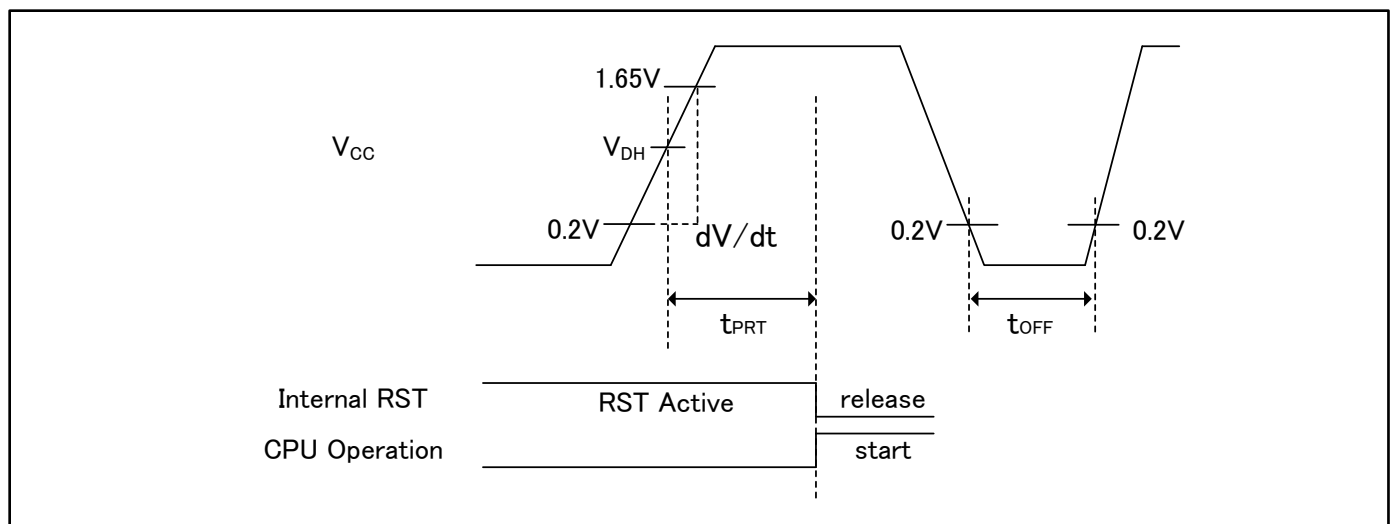 1.65V
VCC
VDH
0.2V
dV/dt
0.2V
0.2V
tPRT
tOFF
Internal RST
RST Active
release
CPU Operation
start